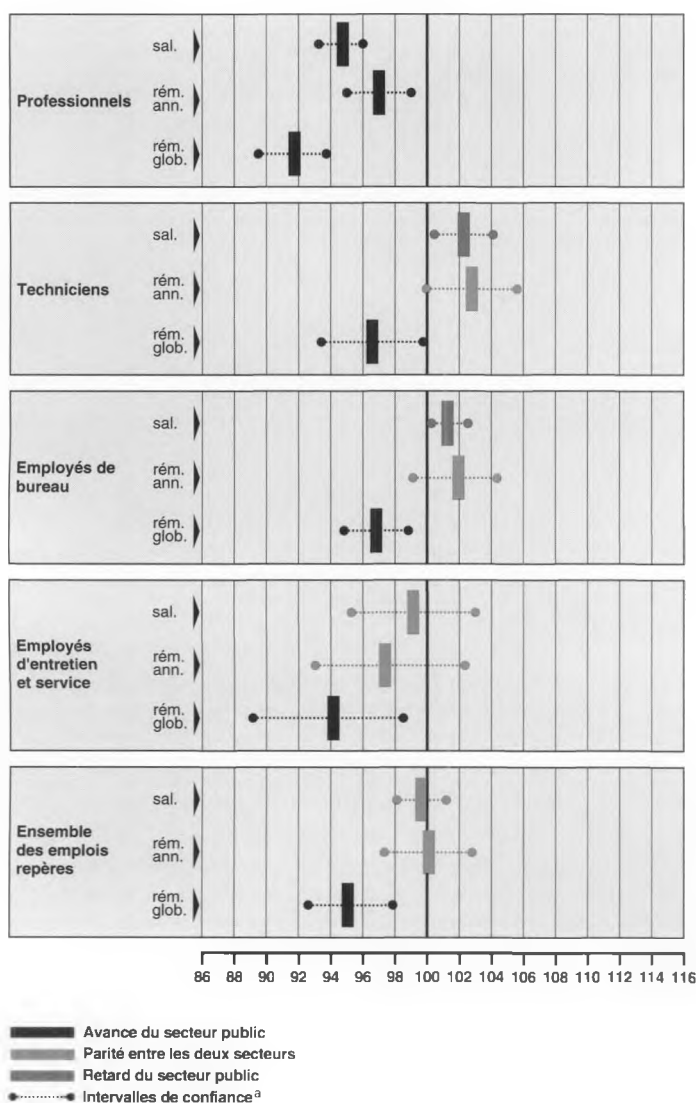 sal.
Professionnels
rém.
ann.
rém.
glob.
sal.
Techniciens
rém.
ann.
rém.
glob.
sal.
Employés de
bureau
rém.
ann.
rém.
glob.
sal.
Employés
d'entretien
et service
rém.
ann.
rém.
glob.
sal.
Ensemble
des emplois
repères
rém.
ann.
rém.
glob.
86 88 90 92 94 96 98 100 102 104 106 108 110 112 114 116
Avance du secteur public
Parité entre les deux secteurs
Retard du secteur public
Intervalles de confiance a